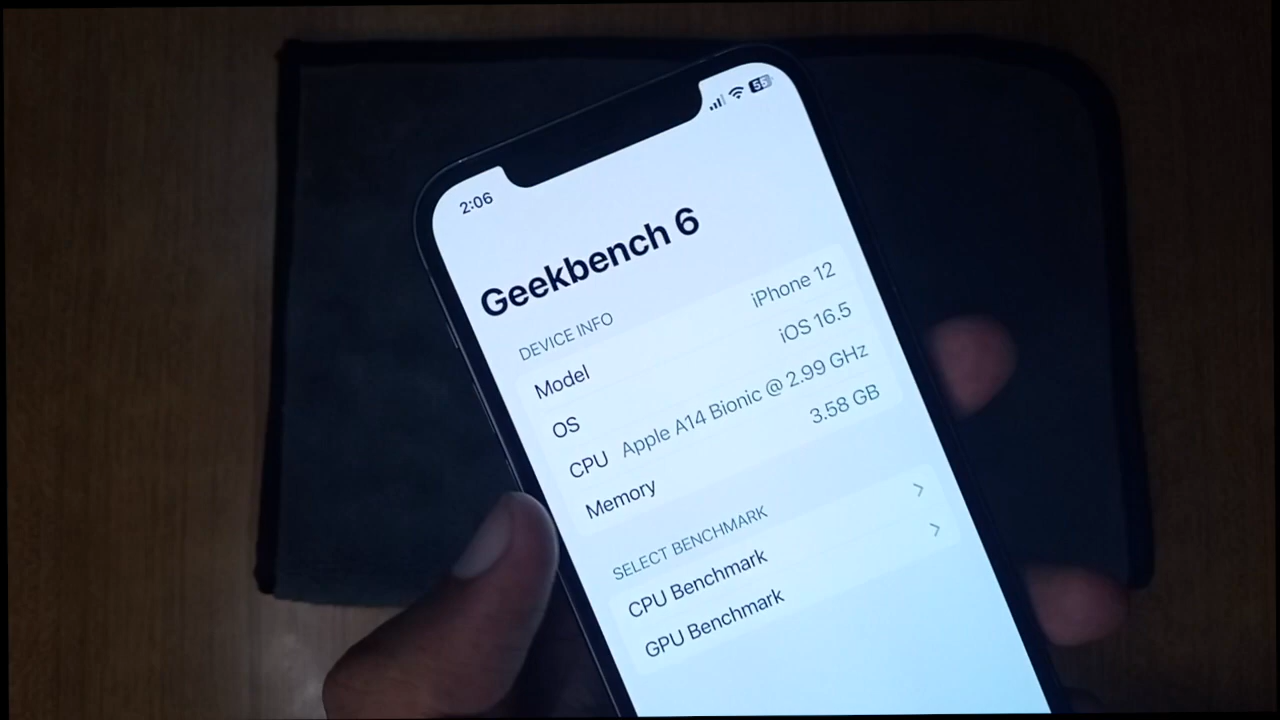 2:06
55
Geekbench 6
DEVICE INFO
Model iPhone 12
OS iOS 16.5
CPU Apple A14 Bionic @ 2.99 GHz
Memory 3.58 GB
SELECT BENCHMARK
CPU Benchmark
GPU Benchmark